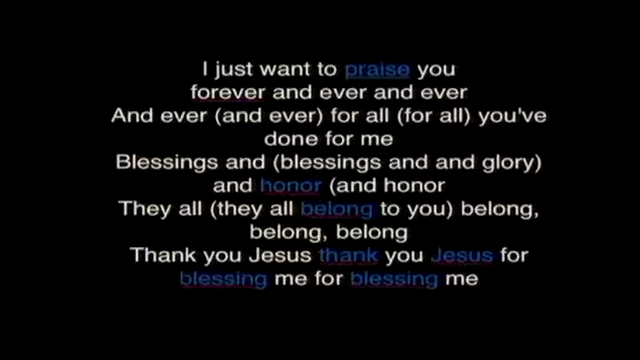 I just want to praise you
forever and ever and ever
And ever (and ever) for all (for all) you've
done for me
Blessings and (blessings and and glory)
and honor (and honor
They all (they all belong to you) belong,
belong, belong
Thank you Jesus thank you Jesus for
blessing me for blessing me